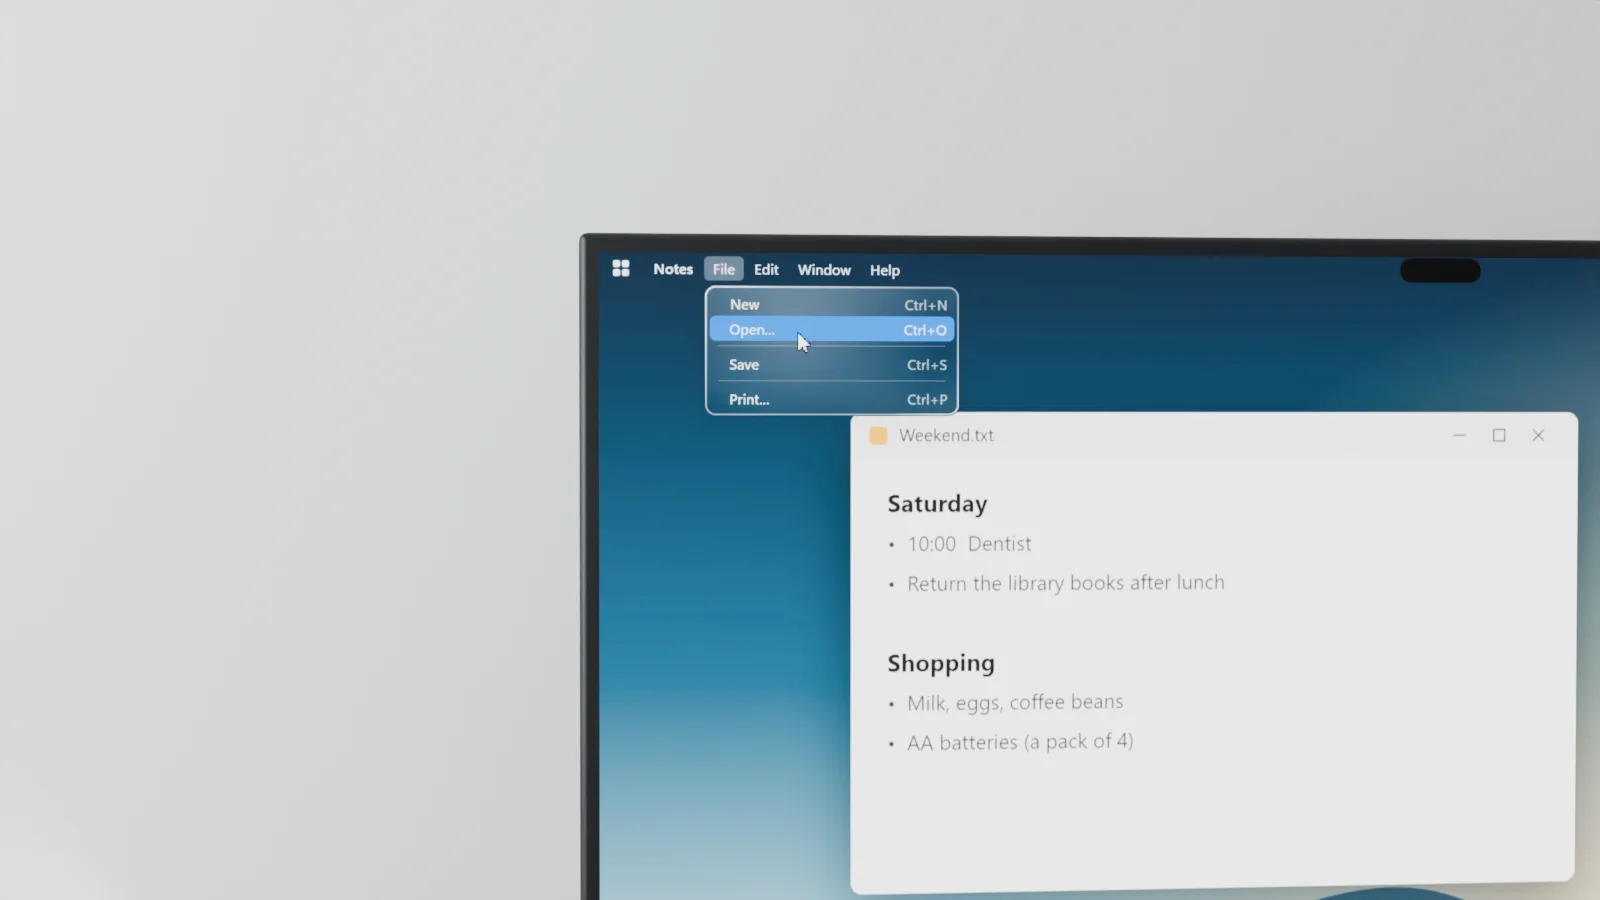 Notes File Edit Window Help
New Ctrl+N
Open... Ctrl+O
Save Ctrl+S
Print... Ctrl+P
Weekend.txt
Saturday
• 10:00 Dentist
• Return the library books after lunch
Shopping
• Milk, eggs, coffee beans
• AA batteries (a pack of 4)